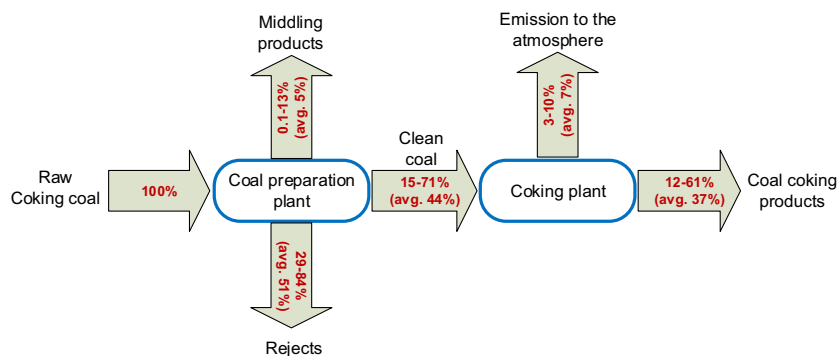 Middling
products
Emission to the
atmosphere
0.1-13%
(avg. 5%)
3-10%
(avg. 7%)
Clean
coal
Raw
Coking coal
100%
Coal preparation
plant
15-71%
(avg. 44%)
Coking plant
12-61%
(avg. 37%)
Coal coking
products
29-84%
(avg. 51%)
Rejects